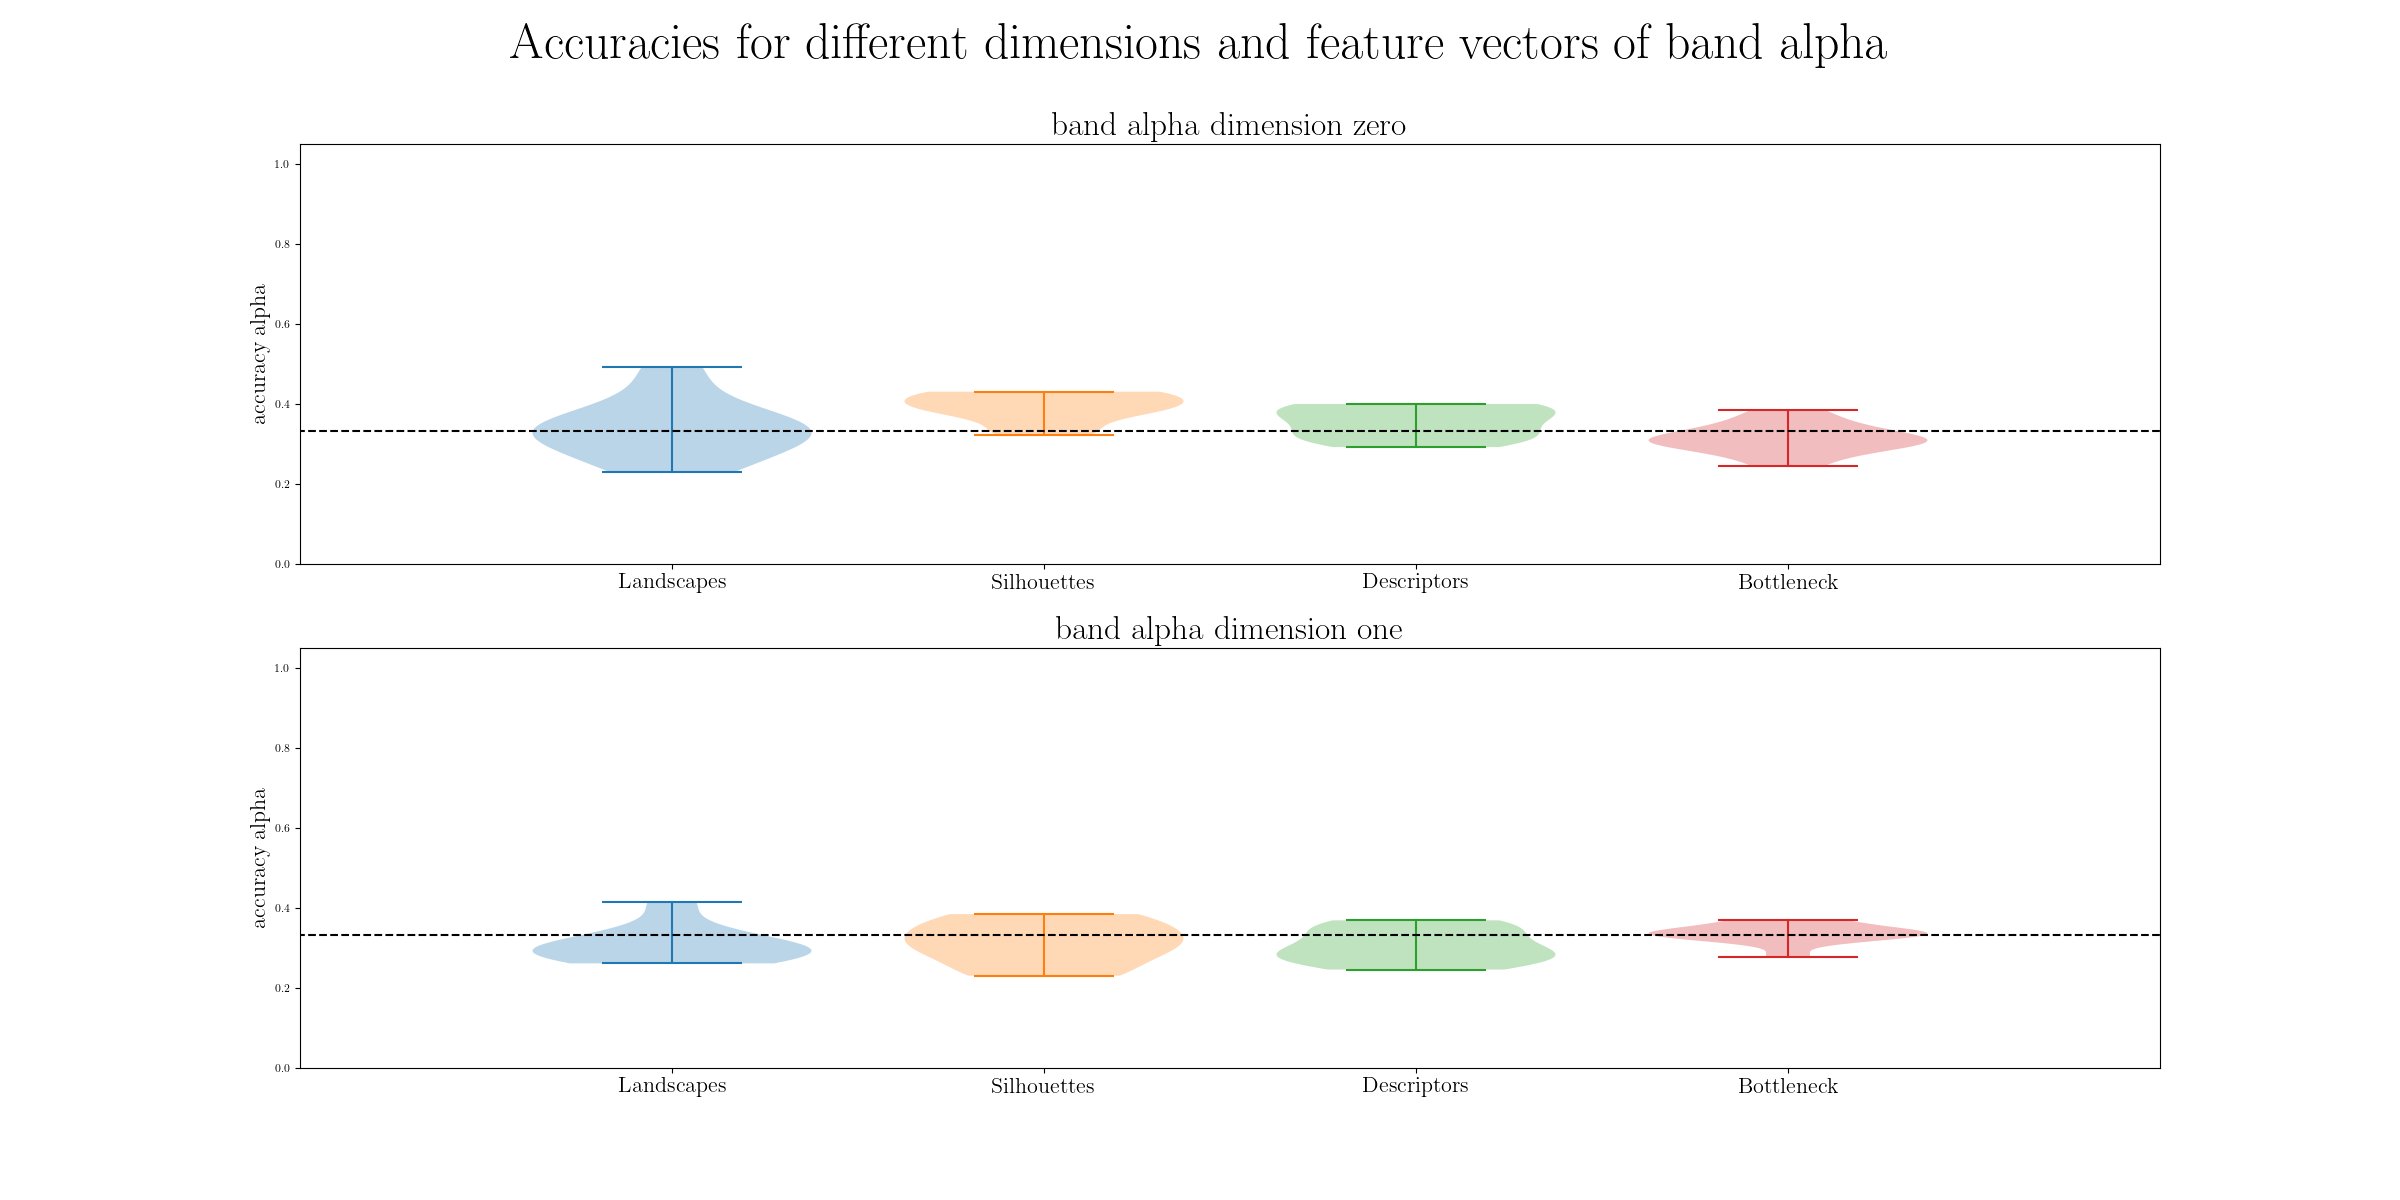 Accuracies for different dimensions and feature vectors of band alpha
band alpha dimension zero
1.0
0.8
0.6
0.4
0.2
0.0
accuracy alpha
Landscapes Silhouettes Descriptors Bottleneck
band alpha dimension one
1.0
0.8
0.6
0.4
0.2
0.0
accuracy alpha
Landscapes Silhouettes Descriptors Bottleneck